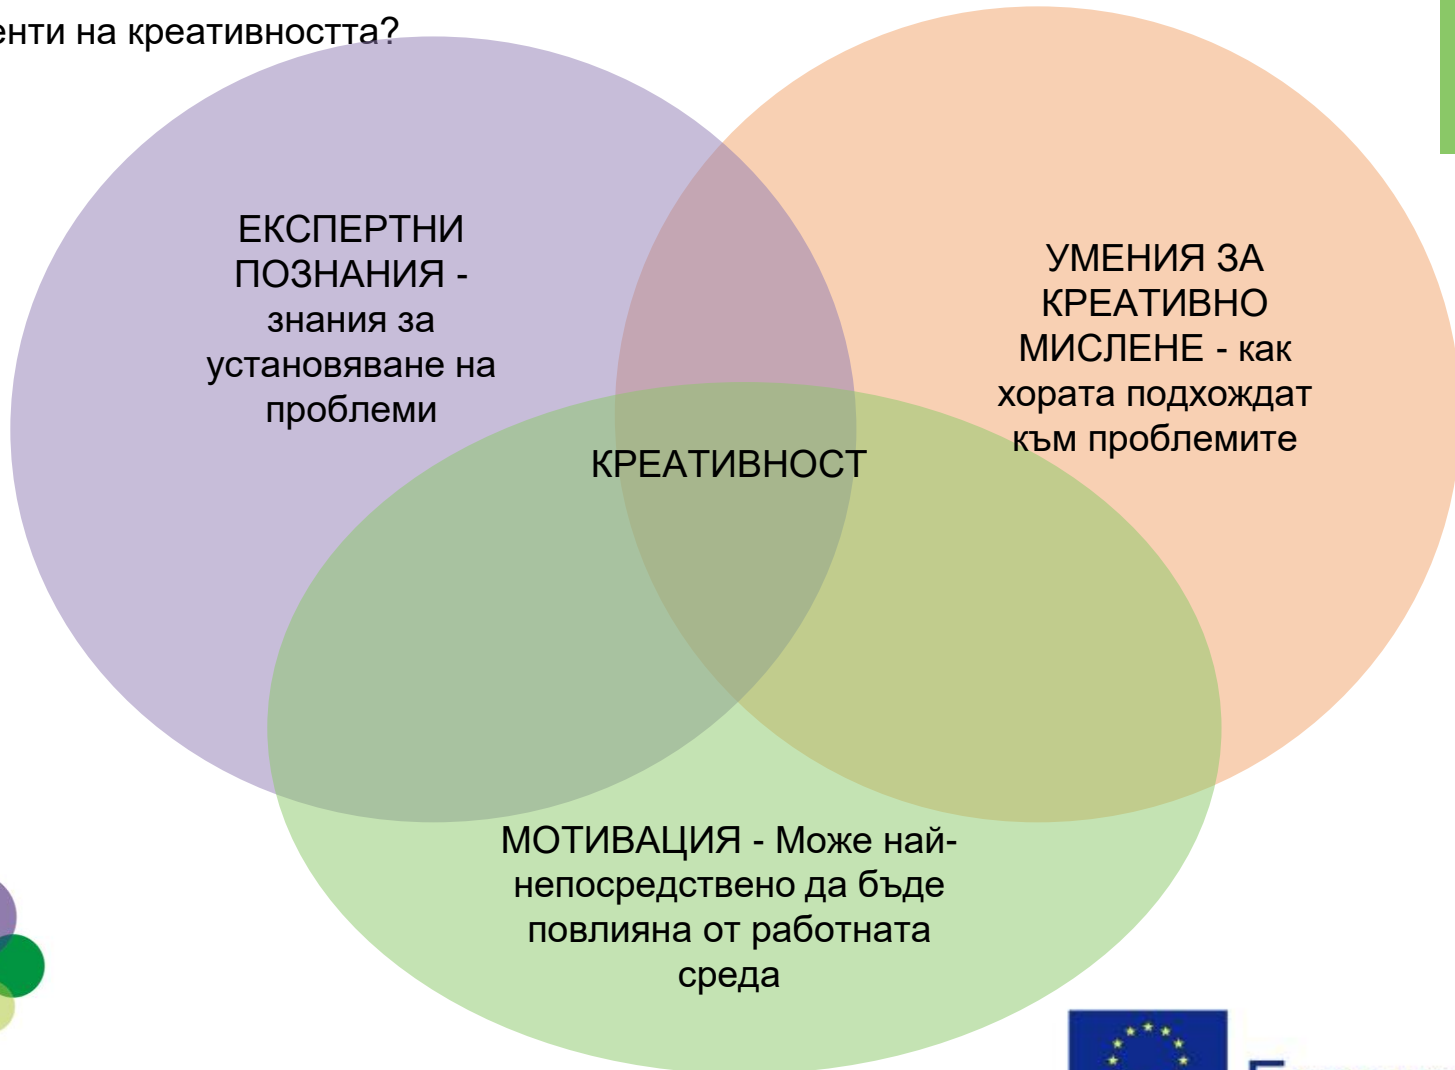 енти на креативността?
ЕКСПЕРТНИ
ПОЗНАНИЯ -
знания за
установяване на
проблеми
УМЕНИЯ ЗА
КРЕАТИВНО
МИСЛЕНЕ - как
хората подхождат
към проблемите
КРЕАТИВНОСТ
МОТИВАЦИЯ - Може най-
непосредствено да бъде
повлияна от работната
среда